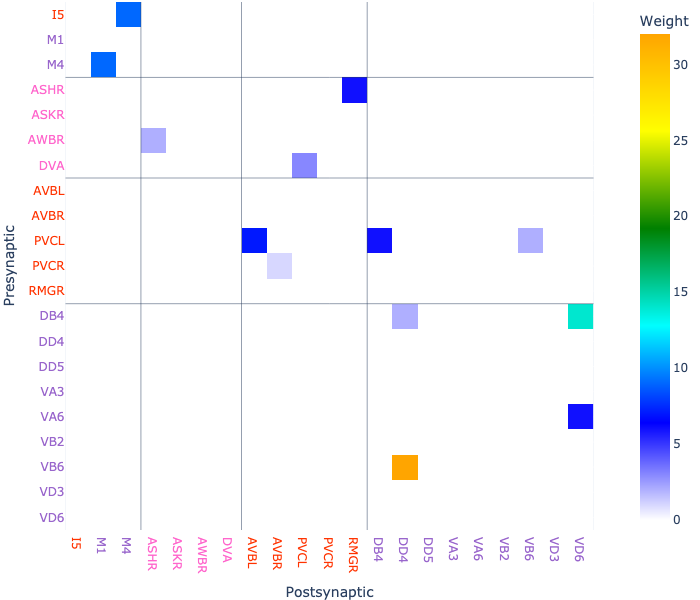 Weight
30
25
20
15
10
5
0
Presynaptic
I5
M1
M4
ASHR
ASKR
AWBR
DVA
AVBL
AVBR
PVCL
PVCR
RMGR
DB4
DD4
DD5
VA3
VA6
VB2
VB6
VD3
VD6
I5
M1
M4
ASHR
ASKR
AWBR
DVA
AVBL
AVBR
PVCL
PVCR
RMGR
DB4
DD4
DD5
VA3
VA6
VB2
VB6
VD3
VD6
Postsynaptic